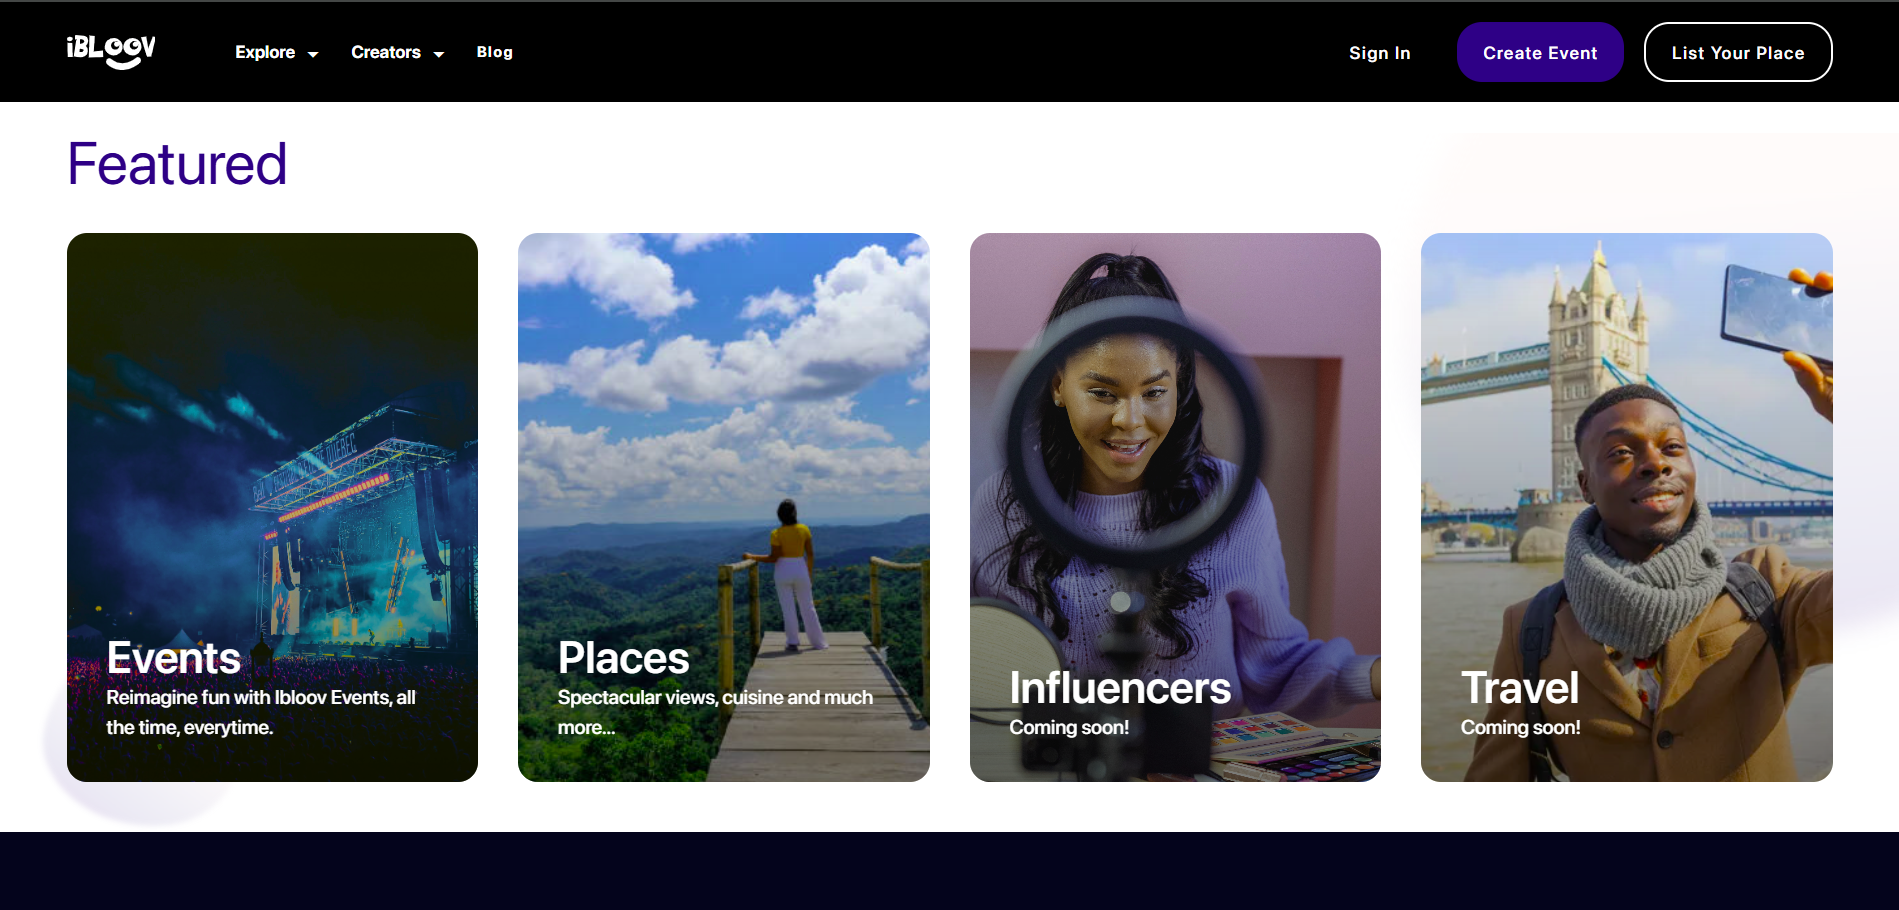 iBLOOV
Explore
Creators
Blog
Sign In
Create Event
List Your Place
Featured
Events
Reimagine fun with Ibloov Events, all
the time, everytime.
Places
Spectacular views, cuisine and much
more...
Influencers
Coming soon!
Travel
Coming soon!